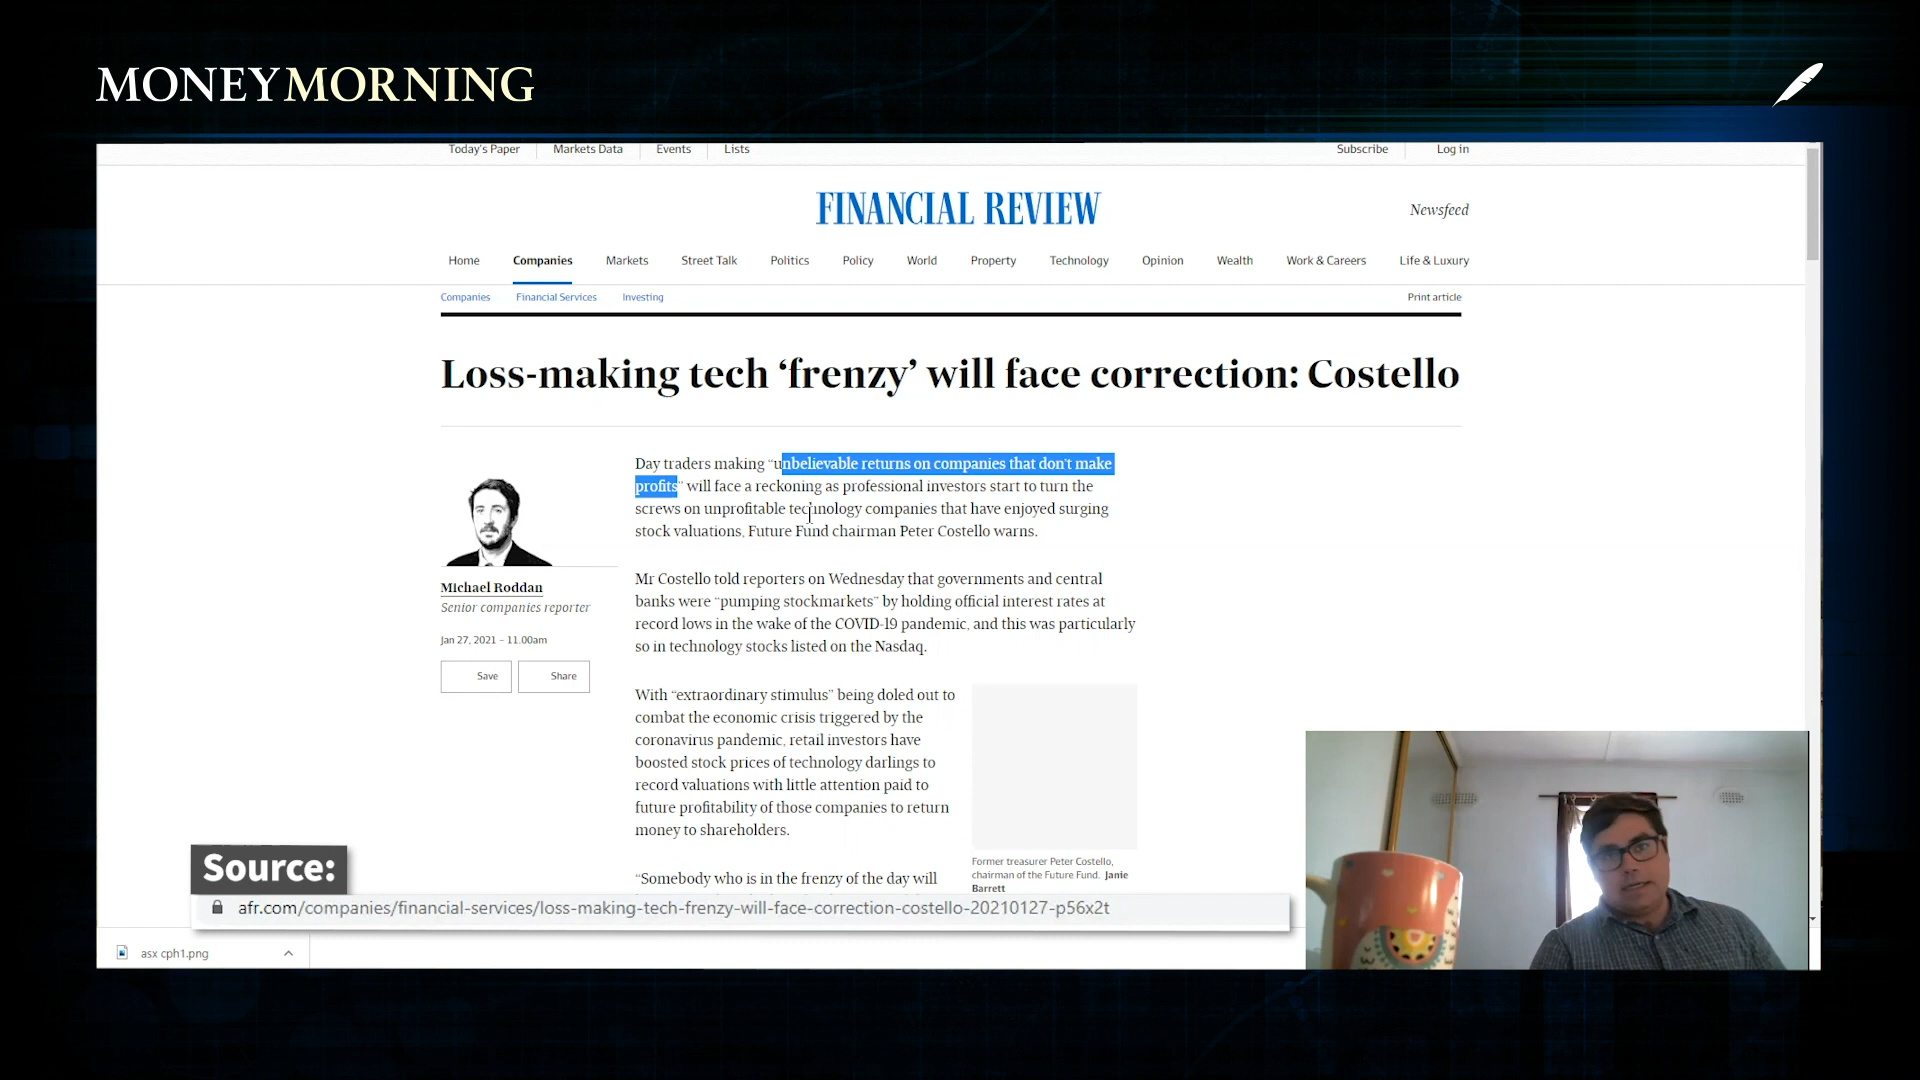 MONEYMORNING
Today's Paper Markets Data Events Lists Subscribe Log in
FINANCIAL REVIEW
Newsfeed
Home Companies Markets Street Talk Politics Policy World Property Technology Opinion Wealth Work & Careers Life & Luxury
Companies Financial Services Investing Print article
Loss-making tech ‘frenzy’ will face correction: Costello
Day traders making “unbelievable returns on companies that don't make
profits” will face a reckoning as professional investors start to turn the
screws on unprofitable technology companies that have enjoyed surging
stock valuations, Future Fund chairman Peter Costello warns.
Michael Roddan
Senior companies reporter
Jan 27, 2021 – 11.00am
Save Share
Mr Costello told reporters on Wednesday that governments and central
banks were “pumping stockmarkets” by holding official interest rates at
record lows in the wake of the COVID-19 pandemic, and this was particularly
so in technology stocks listed on the Nasdaq.
With “extraordinary stimulus” being doled out to
combat the economic crisis triggered by the
coronavirus pandemic, retail investors have
boosted stock prices of technology darlings to
record valuations with little attention paid to
future profitability of those companies to return
money to shareholders.
Former treasurer Peter Costello,
chairman of the Future Fund. Janie
Barrett
“Somebody who is in the frenzy of the day will
Source:
afr.com/companies/financial-services/loss-making-tech-frenzy-will-face-correction-costello-20210127-p56x2t
asx cph1.png